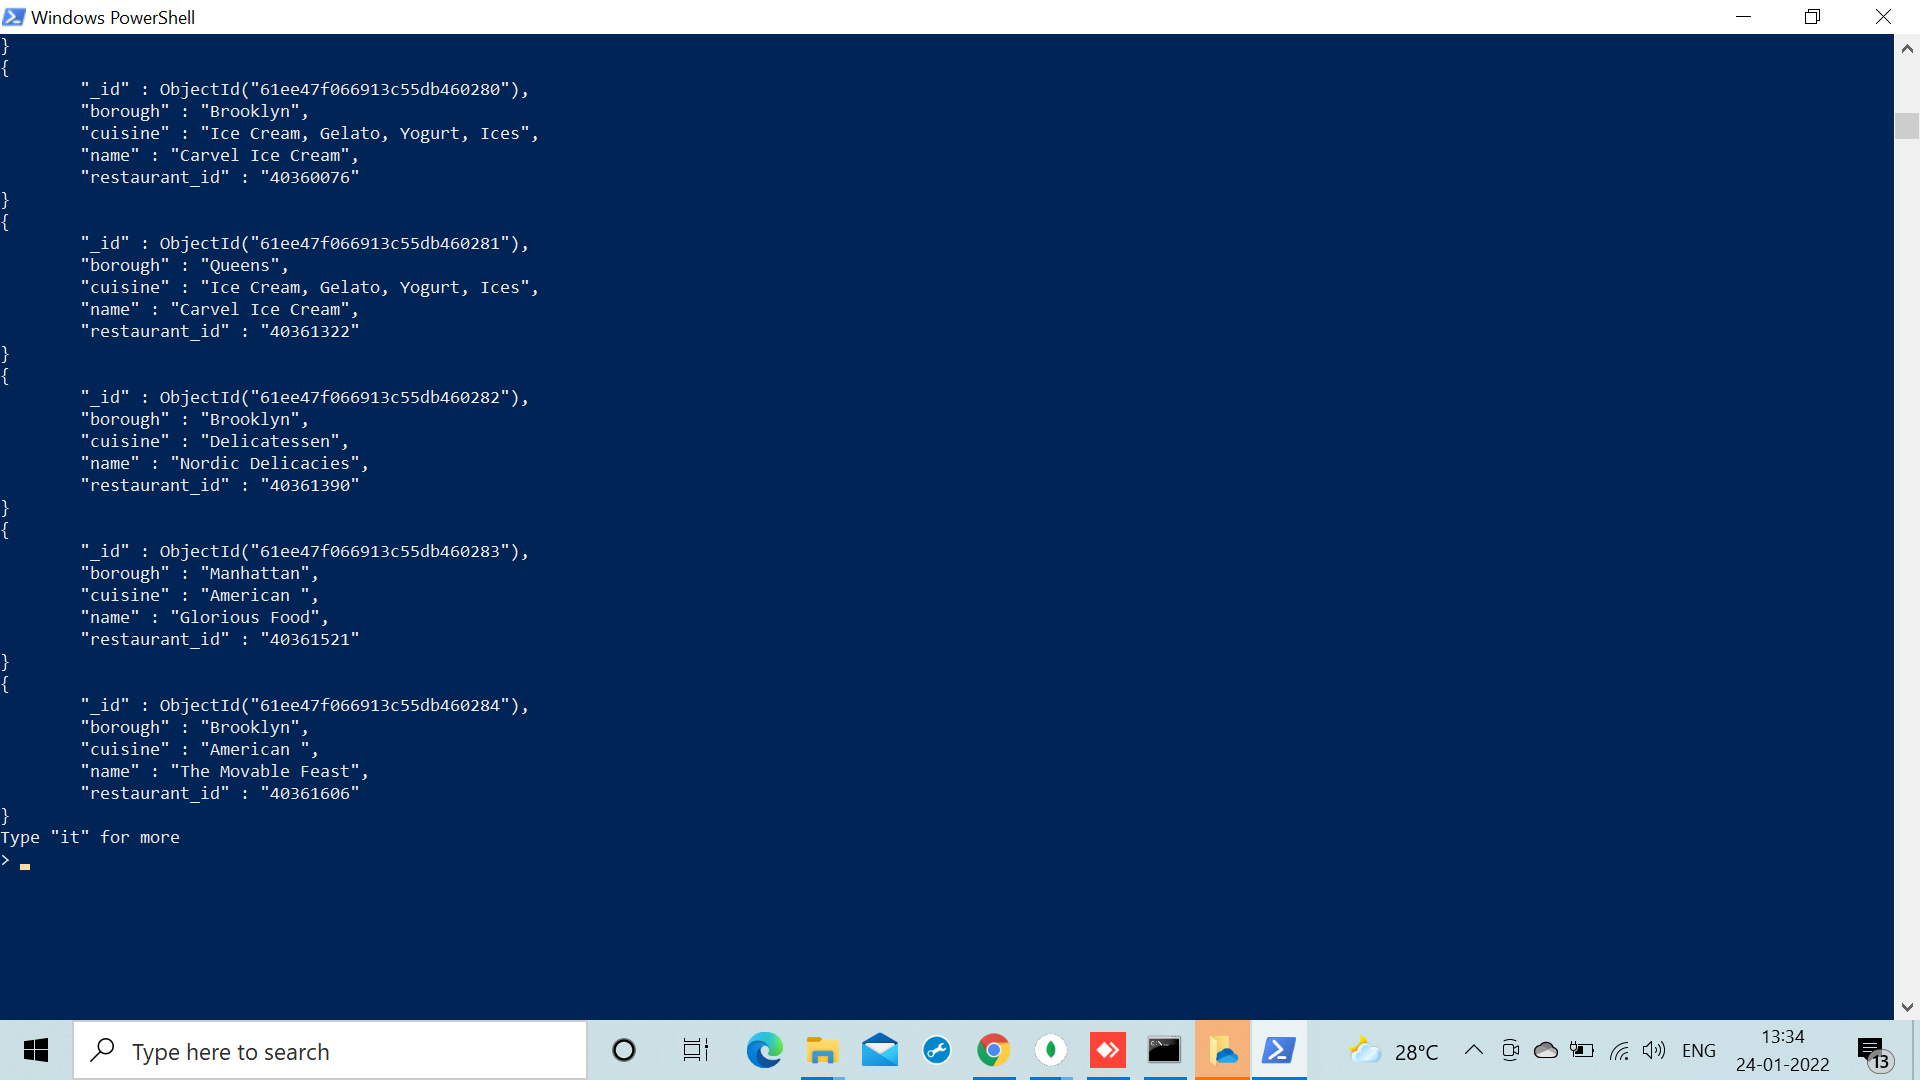 Windows PowerShell
}
{
        "_id" : ObjectId("61ee47f066913c55db460280"),
        "borough" : "Brooklyn",
        "cuisine" : "Ice Cream, Gelato, Yogurt, Ices",
        "name" : "Carvel Ice Cream",
        "restaurant_id" : "40360076"
}
{
        "_id" : ObjectId("61ee47f066913c55db460281"),
        "borough" : "Queens",
        "cuisine" : "Ice Cream, Gelato, Yogurt, Ices",
        "name" : "Carvel Ice Cream",
        "restaurant_id" : "40361322"
}
{
        "_id" : ObjectId("61ee47f066913c55db460282"),
        "borough" : "Brooklyn",
        "cuisine" : "Delicatessen",
        "name" : "Nordic Delicacies",
        "restaurant_id" : "40361390"
}
{
        "_id" : ObjectId("61ee47f066913c55db460283"),
        "borough" : "Manhattan",
        "cuisine" : "American ",
        "name" : "Glorious Food",
        "restaurant_id" : "40361521"
}
{
        "_id" : ObjectId("61ee47f066913c55db460284"),
        "borough" : "Brooklyn",
        "cuisine" : "American ",
        "name" : "The Movable Feast",
        "restaurant_id" : "40361606"
}
Type "it" for more
>
Type here to search
28°C
ENG
13:34
24-01-2022
13